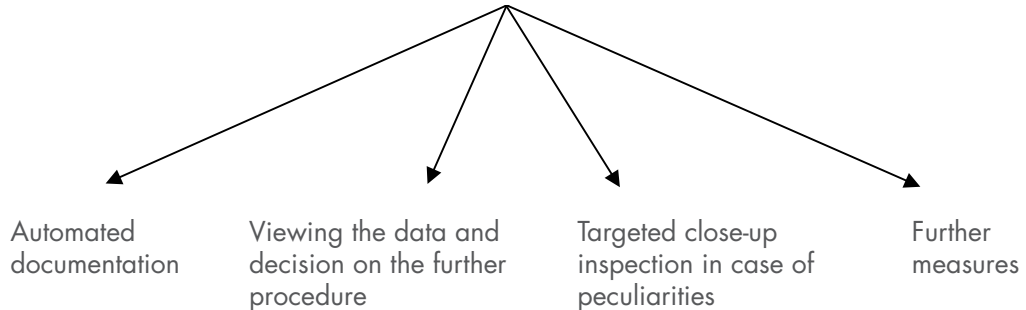 Automated
documentation
Viewing the data and
decision on the further
procedure
Targeted close-up
inspection in case of
peculiarities
Further
measures